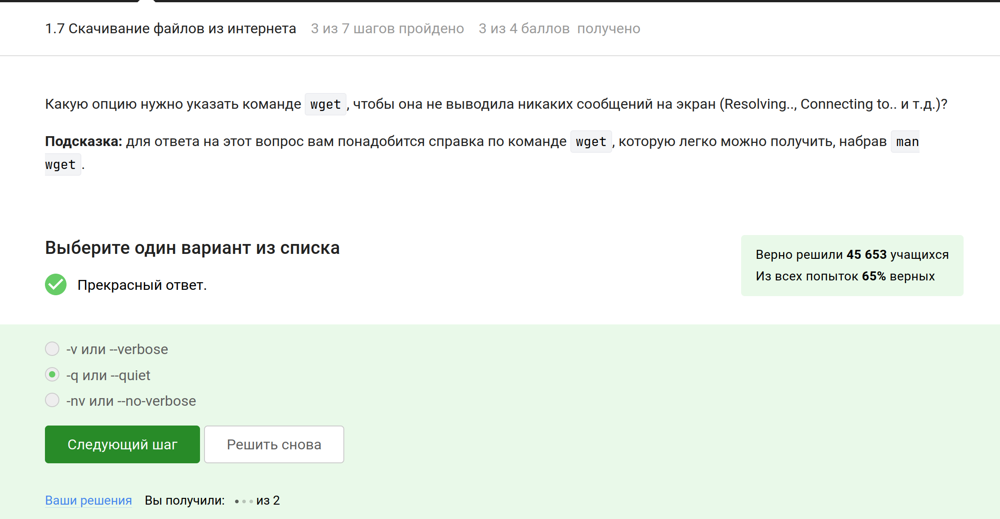 1.7 Скачивание файлов из интернета 3 из 7 шагов пройдено 3 из 4 баллов получено
Какую опцию нужно указать команде wget, чтобы она не выводила никаких сообщений на экран (Resolving.., Connecting to.. и т.д.)?
Подсказка: для ответа на этот вопрос вам понадобится справка по команде wget, которую легко можно получить, набрав man
wget.
Выберите один вариант из списка
Прекрасный ответ.
Верно решили 45 653 учащихся
Из всех попыток 65% верных
-v или --verbose
-q или --quiet
-nv или --no-verbose
Следующий шаг Решить снова
Ваши решения Вы получили: из 2